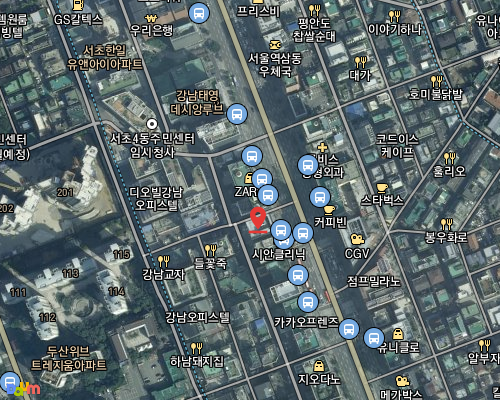 GS칼텍스
우리은행
프리스비
평안도
찹쌀순대
이야기하나
서초한일
유앤아이아파트
서울역삼동
우체국
대카
강남태영
데시앙루브
호미불닭발
서초4동주민센터
임시청사
코드이스
케이프
훌리오
201
202
디오빌강남
오피스텔
ZAR
스타벅스
커피빈
115
강남교자
들꽃죽
시안클리닉
CGV
봉우화로
113
114
111
112
점프밀라노
강남오피스텔
카카오프렌즈
두산위브
트레지움아파트
하남돼지집
유니클로
알부자
지오다노
메가박스